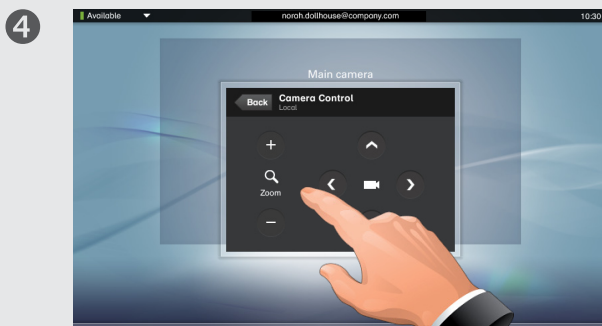 4
Available norah.dollhouse@company.com 10:30
Main camera
Back Camera Control
Local
+
Zoom
−